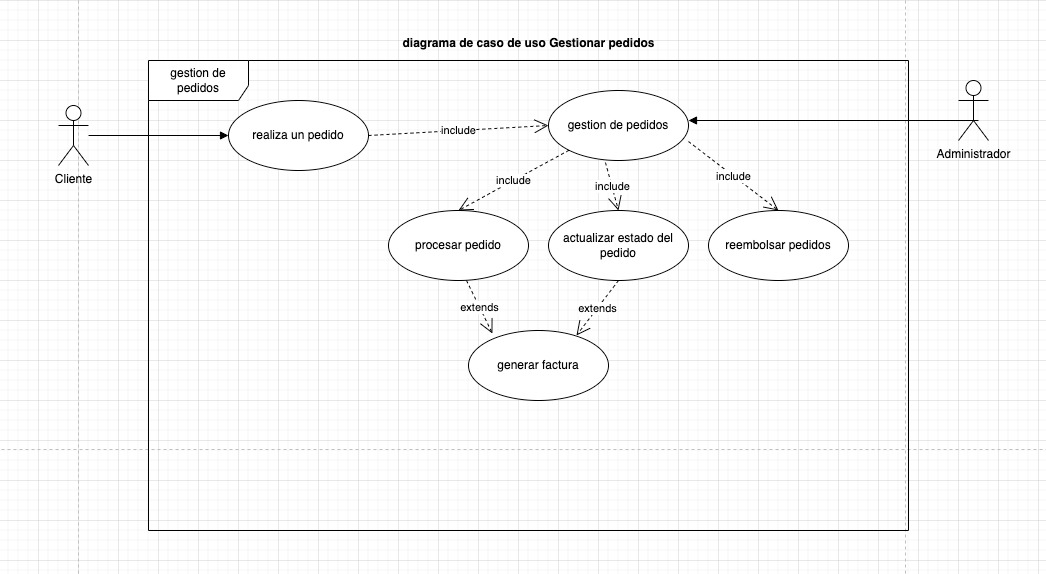 diagrama de caso de uso Gestionar pedidos
gestion de
pedidos
realiza un pedido
include
gestion de pedidos
Cliente
Administrador
include
include
include
procesar pedido
actualizar estado del
pedido
reembolsar pedidos
extends
extends
generar factura